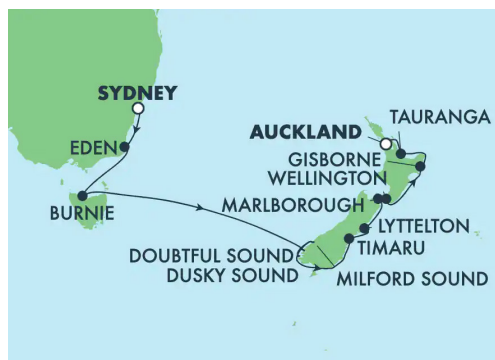 SYDNEY
EDEN
BURNIE
AUCKLAND
TAURANGA
GISBORNE
WELLINGTON
MARLBOROUGH
LYTTELTON
TIMARU
DOUBTFUL SOUND
DUSKY SOUND
MILFORD SOUND